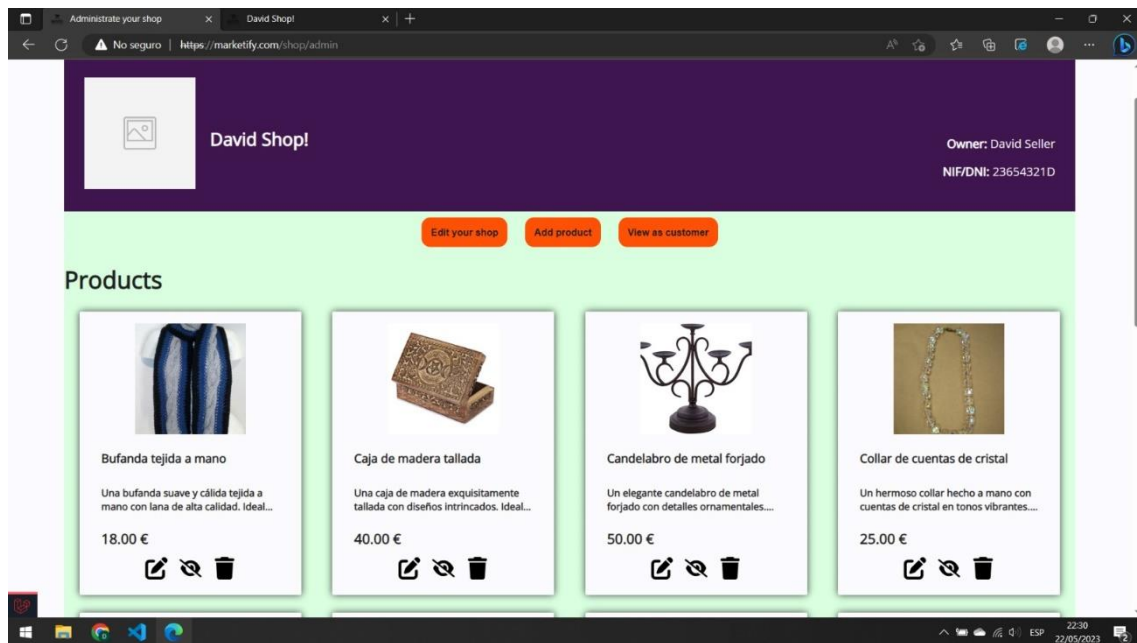 Administrate your shop
David Shop!
No seguro
https://marketify.com/shop/admin
David Shop!
Owner: David Seller
NIF/DNI: 23654321D
Edit your shop
Add product
View as customer
Products
Bufanda tejida a mano
Una bufanda suave y cálida tejida a
mano con lana de alta calidad. Ideal...
18.00 €
Caja de madera tallada
Una caja de madera exquisitamente
tallada con diseños intrincados. Ideal...
40.00 €
Candelabro de metal forjado
Un elegante candelabro de metal
forjado con detalles ornamentales....
50.00 €
Collar de cuentas de cristal
Un hermoso collar hecho a mano con
cuentas de cristal en tonos vibrantes....
25.00 €
ESP
22:30
22/05/2023